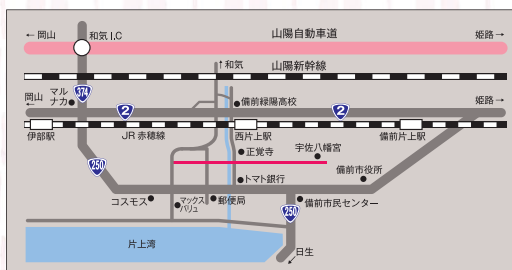 ← 岡山
和気 I.C
山陽自動車道
姫路→
↑和気
山陽新幹線
374
マル
ナカ
岡山
←
2
備前緑陽高校
2
姫路→
伊部駅
JR 赤穂線
西片上駅
備前片上駅
正覚寺
宇佐八幡宮
250
トマト銀行
備前市役所
コスモス
マックス
バリュ
郵便局
備前市民センター
250
片上湾
日生